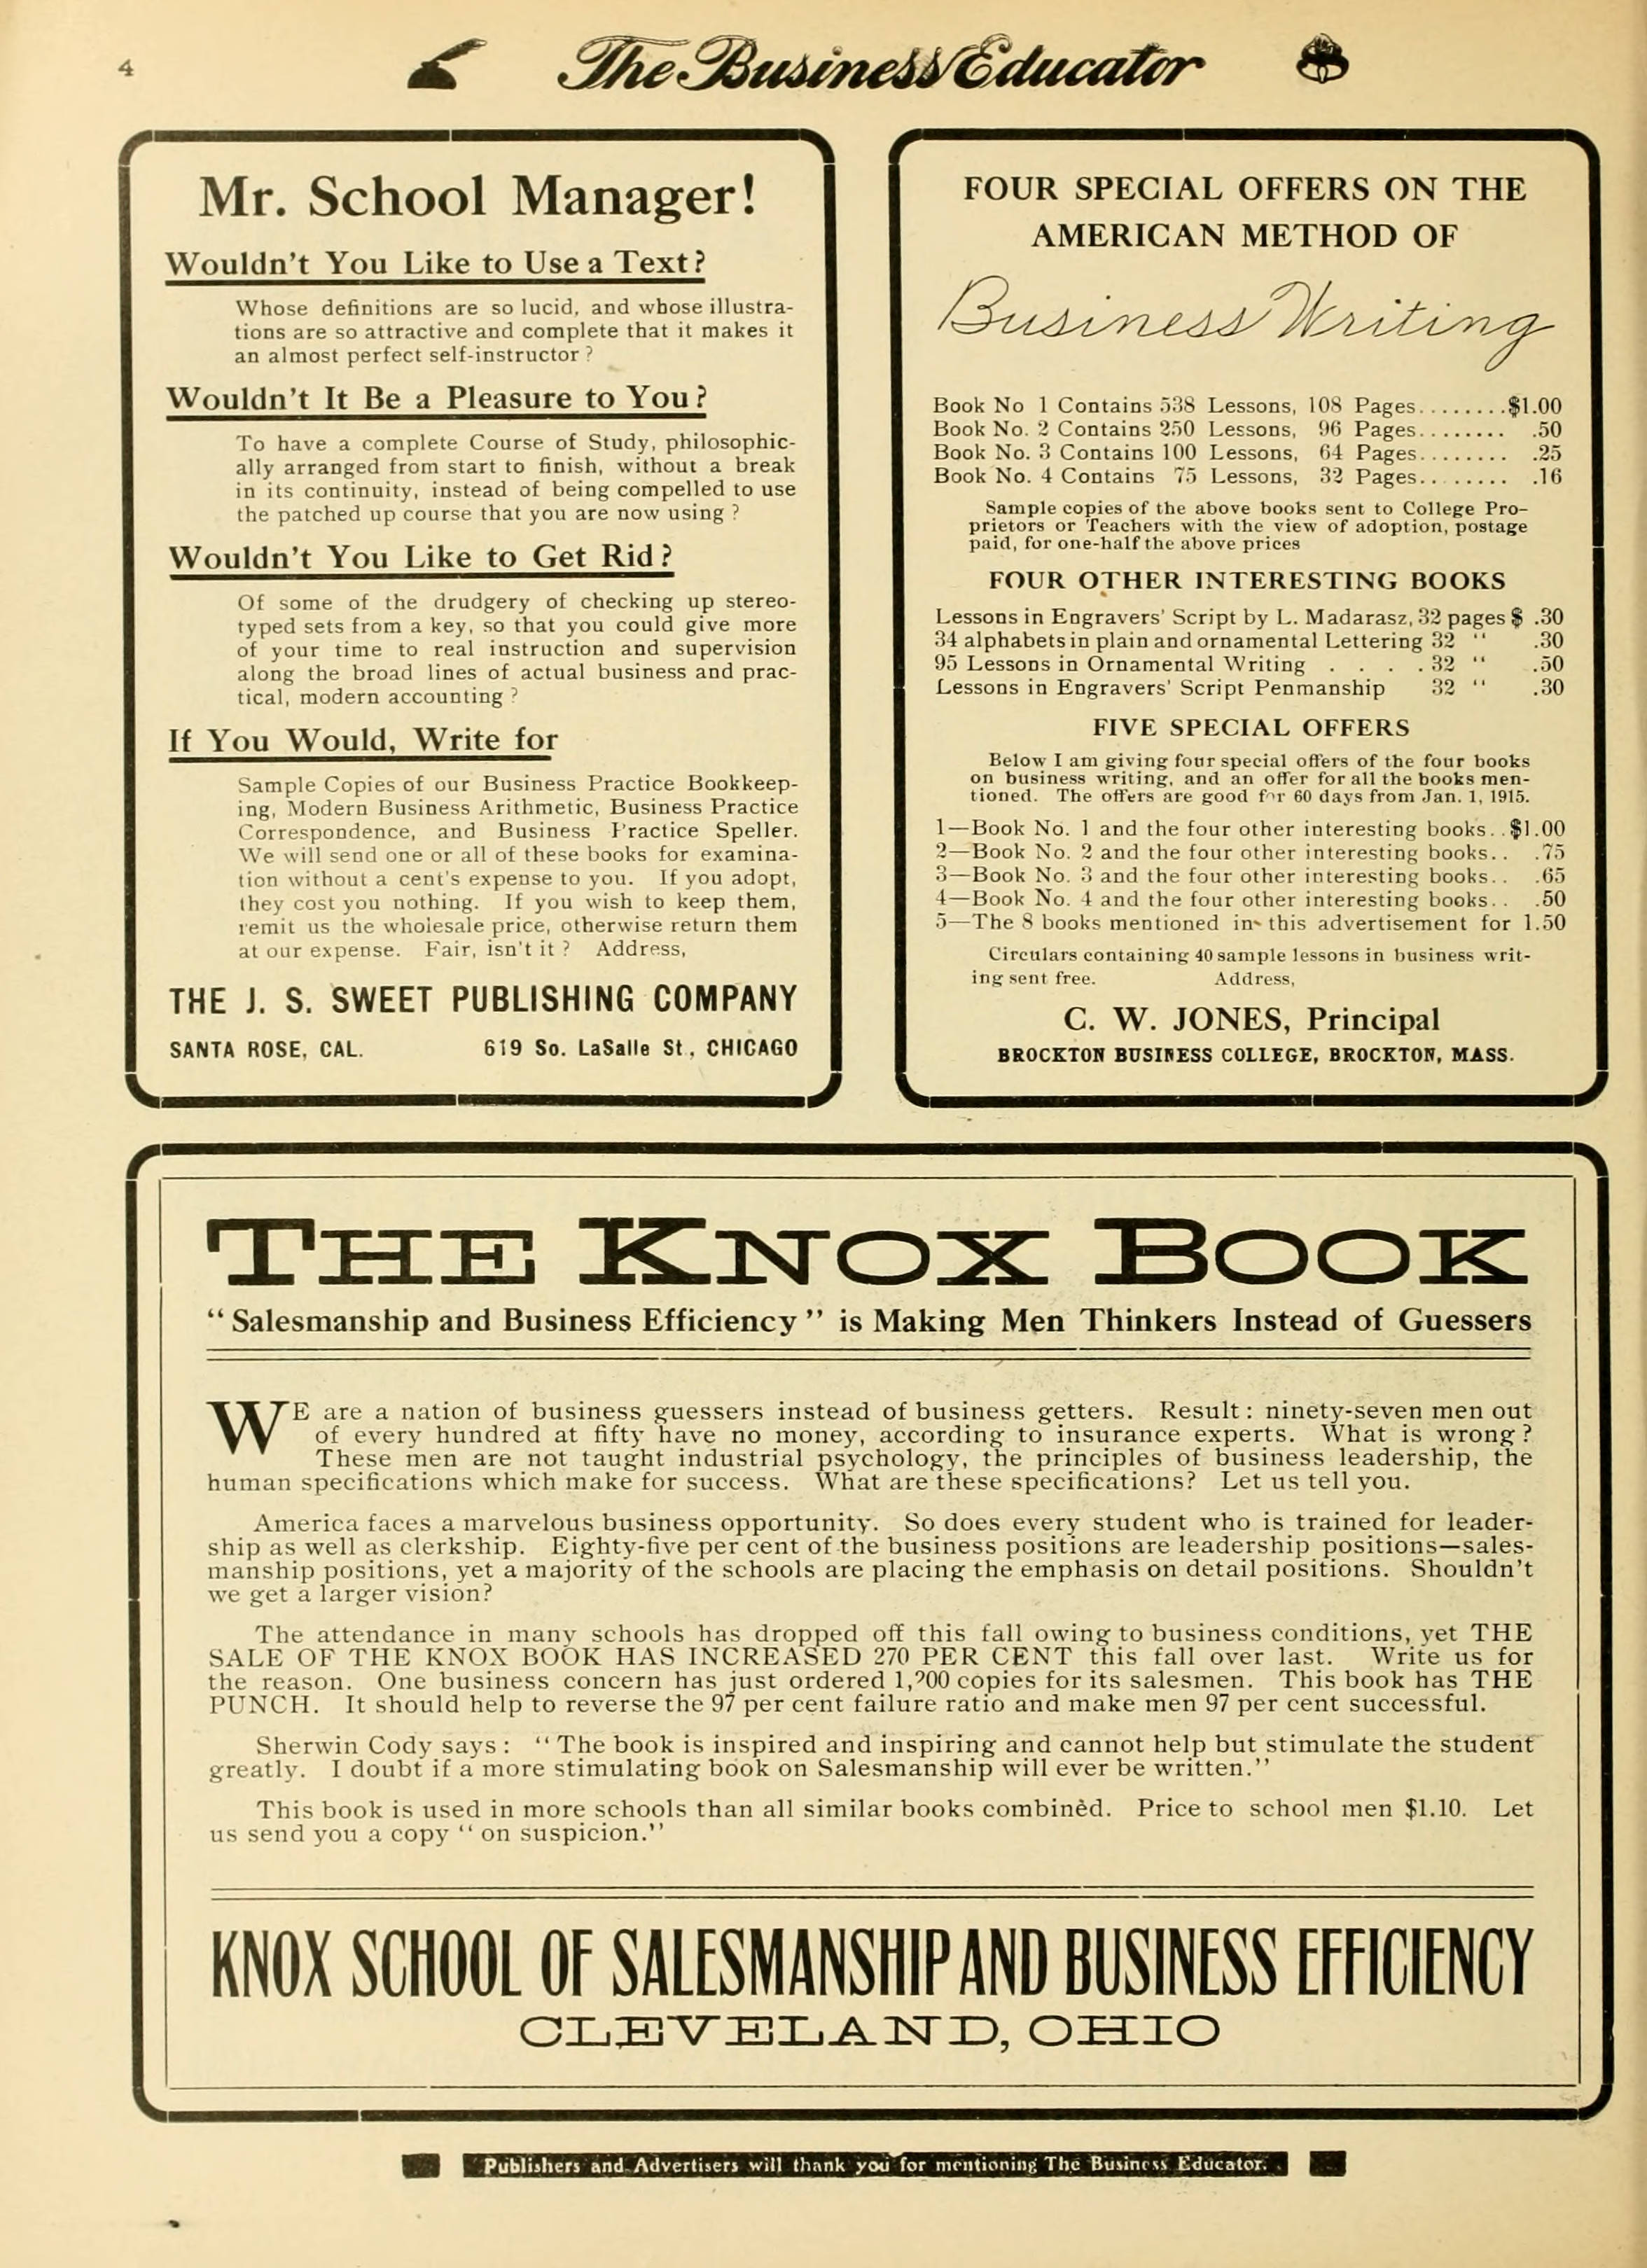 4
The Business Educator
Mr. School Manager!
Wouldn't You Like to Use a Text?
Whose definitions are so lucid, and whose illustra-
tions are so attractive and complete that it makes it
an almost perfect self-instructor ?
Wouldn't It Be a Pleasure to You?
To have a complete Course of Study, philosophic-
ally arranged from start to finish, without a break
in its continuity, instead of being compelled to use
the patched up course that you are now using ?
Wouldn't You Like to Get Rid?
Of some of the drudgery of checking up stereo-
typed sets from a key, so that you could give more
of your time to real instruction and supervision
along the broad lines of actual business and prac-
tical, modern accounting ?
If You Would, Write for
Sample Copies of our Business Practice Bookkeep-
ing, Modern Business Arithmetic, Business Practice
Correspondence, and Business Practice Speller.
We will send one or all of these books for examina-
tion without a cent's expense to you. If you adopt,
they cost you nothing. If you wish to keep them,
remit us the wholesale price, otherwise return them
at our expense. Fair, isn't it ? Address,
THE J. S. SWEET PUBLISHING COMPANY
SANTA ROSE, CAL. 619 So. LaSalle St., CHICAGO
FOUR SPECIAL OFFERS ON THE
AMERICAN METHOD OF
Business Writing
Book No 1 Contains 538 Lessons, 108 Pages........$1.00
Book No. 2 Contains 250 Lessons, 96 Pages........ .50
Book No. 3 Contains 100 Lessons, 64 Pages........ .25
Book No. 4 Contains 75 Lessons, 32 Pages........ .16
Sample copies of the above books sent to College Pro-
prietors or Teachers with the view of adoption, postage
paid, for one-half the above prices
FOUR OTHER INTERESTING BOOKS
Lessons in Engravers' Script by L. Madarasz, 32 pages $ .30
34 alphabets in plain and ornamental Lettering 32 " .30
95 Lessons in Ornamental Writing . . . . 32 " .50
Lessons in Engravers' Script Penmanship 32 " .30
FIVE SPECIAL OFFERS
Below I am giving four special offers of the four books
on business writing, and an offer for all the books men-
tioned. The offers are good for 60 days from Jan. 1, 1915.
1—Book No. 1 and the four other interesting books..$1.00
2—Book No. 2 and the four other interesting books.. .75
3—Book No. 3 and the four other interesting books.. .65
4—Book No. 4 and the four other interesting books.. .50
5—The 8 books mentioned in this advertisement for 1.50
Circulars containing 40 sample lessons in business writ-
ing sent free. Address,
C. W. JONES, Principal
BROCKTON BUSINESS COLLEGE, BROCKTON, MASS.
THE KNOX BOOK
"Salesmanship and Business Efficiency" is Making Men Thinkers Instead of Guessers
WE are a nation of business guessers instead of business getters. Result: ninety-seven men out
of every hundred at fifty have no money, according to insurance experts. What is wrong?
These men are not taught industrial psychology, the principles of business leadership, the
human specifications which make for success. What are these specifications? Let us tell you.
America faces a marvelous business opportunity. So does every student who is trained for leader-
ship as well as clerkship. Eighty-five per cent of the business positions are leadership positions—sales-
manship positions, yet a majority of the schools are placing the emphasis on detail positions. Shouldn't
we get a larger vision?
The attendance in many schools has dropped off this fall owing to business conditions, yet THE
SALE OF THE KNOX BOOK HAS INCREASED 270 PER CENT this fall over last. Write us for
the reason. One business concern has just ordered 1,200 copies for its salesmen. This book has THE
PUNCH. It should help to reverse the 97 per cent failure ratio and make men 97 per cent successful.
Sherwin Cody says: "The book is inspired and inspiring and cannot help but stimulate the student
greatly. I doubt if a more stimulating book on Salesmanship will ever be written."
This book is used in more schools than all similar books combined. Price to school men $1.10. Let
us send you a copy "on suspicion."
KNOX SCHOOL OF SALESMANSHIP AND BUSINESS EFFICIENCY
CLEVELAND, OHIO
Publishers and Advertisers will thank you for mentioning The Business Educator.